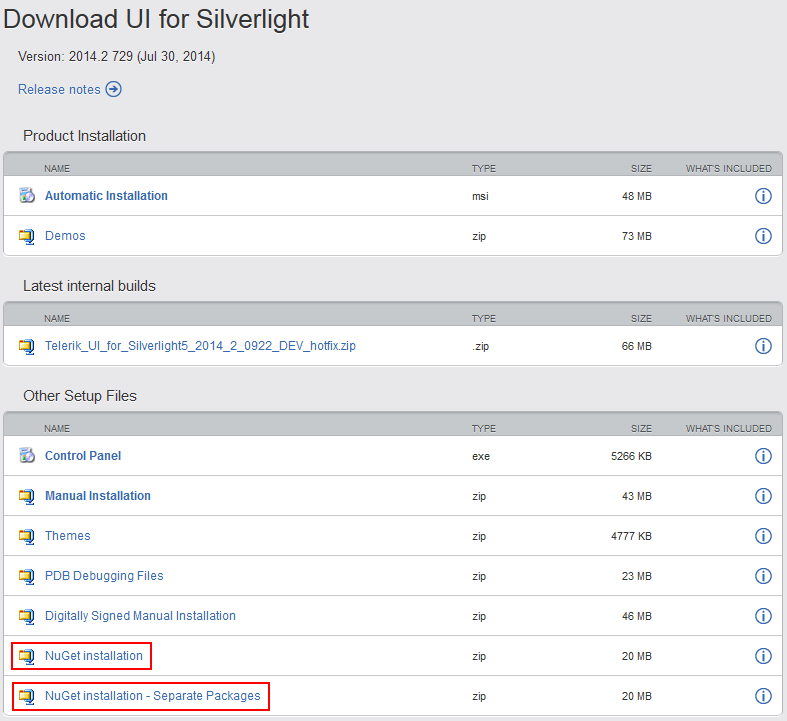 Download UI for Silverlight
Version: 2014.2 729 (Jul 30, 2014)
Release notes
Product Installation
NAME TYPE SIZE WHAT'S INCLUDED
Automatic Installation msi 48 MB
Demos zip 73 MB
Latest internal builds
NAME TYPE SIZE WHAT'S INCLUDED
Telerik_UI_for_Silverlight5_2014_2_0922_DEV_hotfix.zip .zip 66 MB
Other Setup Files
NAME TYPE SIZE WHAT'S INCLUDED
Control Panel exe 5266 KB
Manual Installation zip 43 MB
Themes zip 4777 KB
PDB Debugging Files zip 23 MB
Digitally Signed Manual Installation zip 46 MB
NuGet installation zip 20 MB
NuGet installation - Separate Packages zip 20 MB